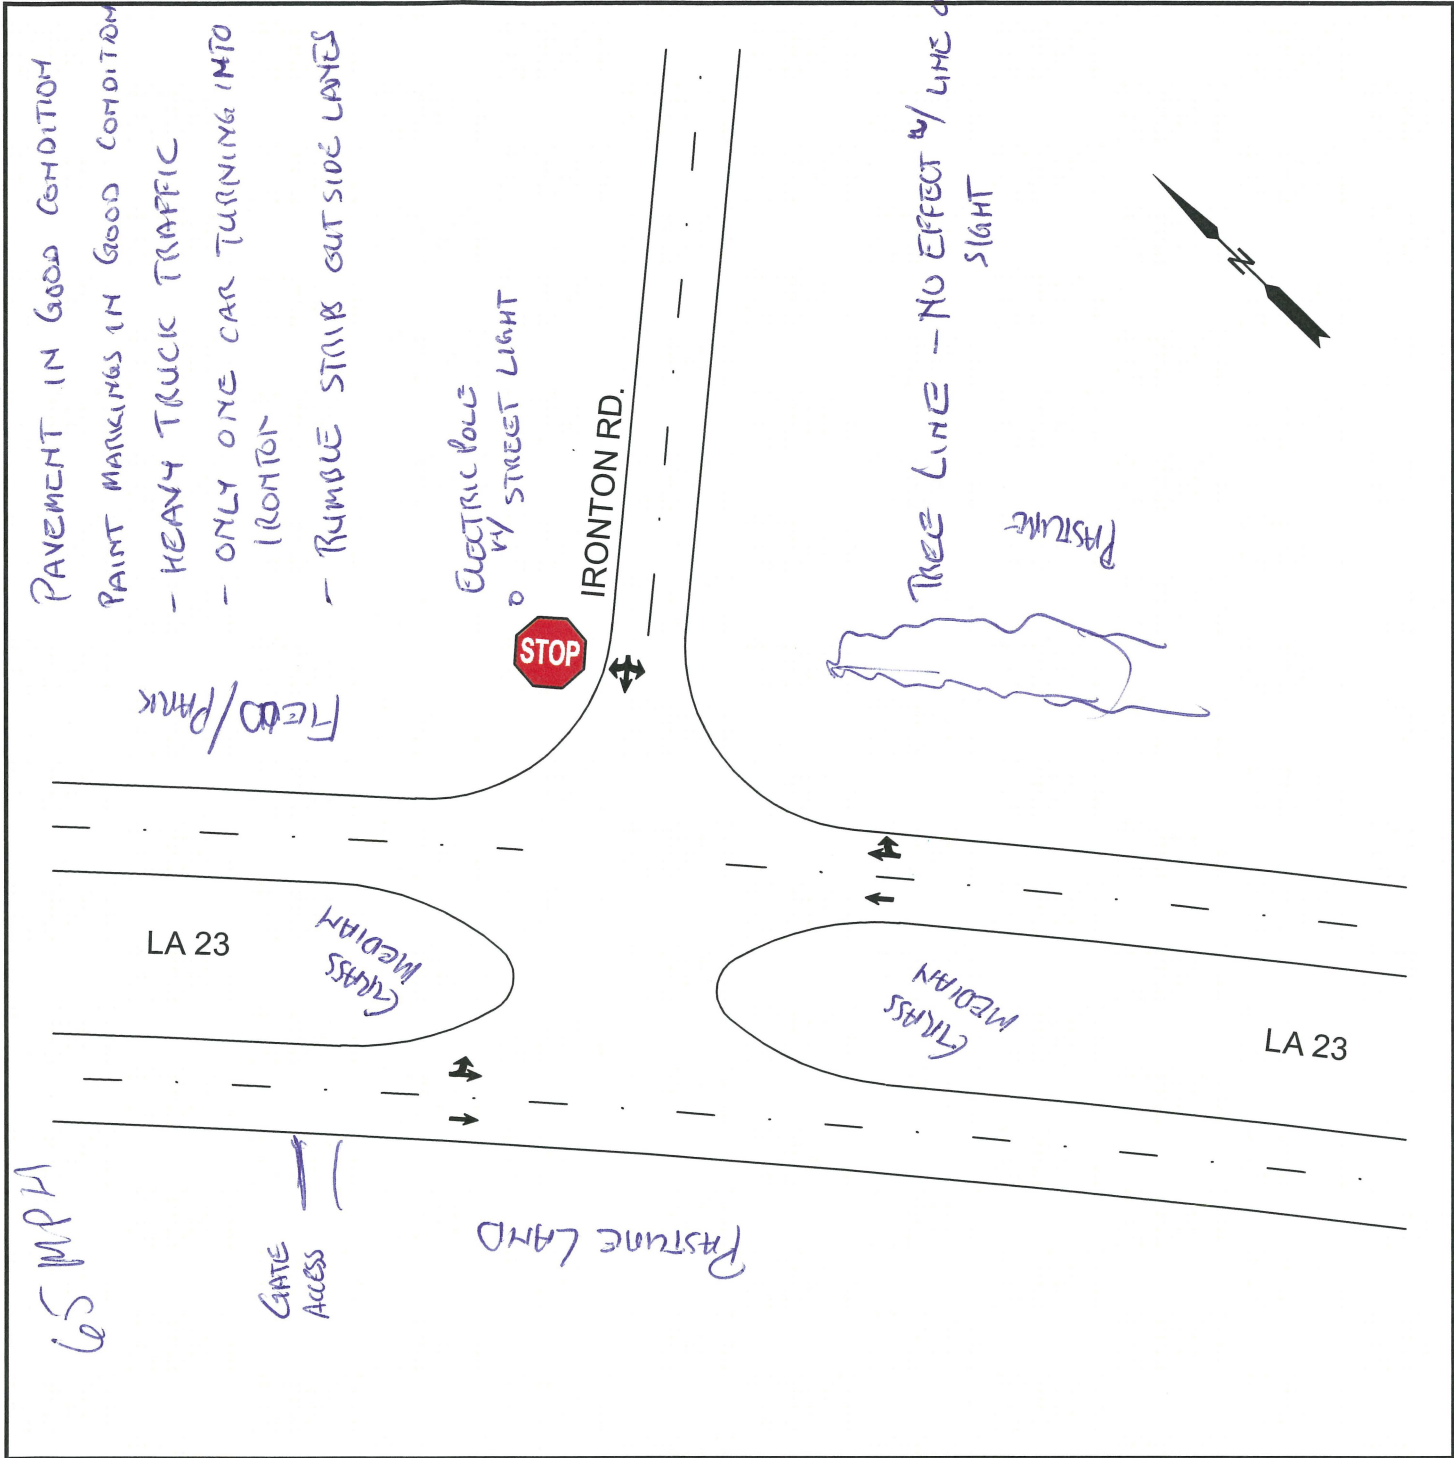 PAVEMENT IN GOOD CONDITION
PAINT MARKINGS IN GOOD CONDITION
- HEAVY TRUCK TRAFFIC
- ONLY ONE CAR TURNING INTO
IRONTON
- RUMBLE STRIPS OUTSIDE LANES
ELECTRIC POLE
W/ STREET LIGHT
STOP
IRONTON RD.
TREE LINE - NO EFFECT W/ LINE O
SIGHT
PASTURE
N
FIELD/PARK
LA 23
GRASS
MEDIAN
GRASS
MEDIAN
LA 23
65 MPH
GATE
ACCESS
PASTURE LAND